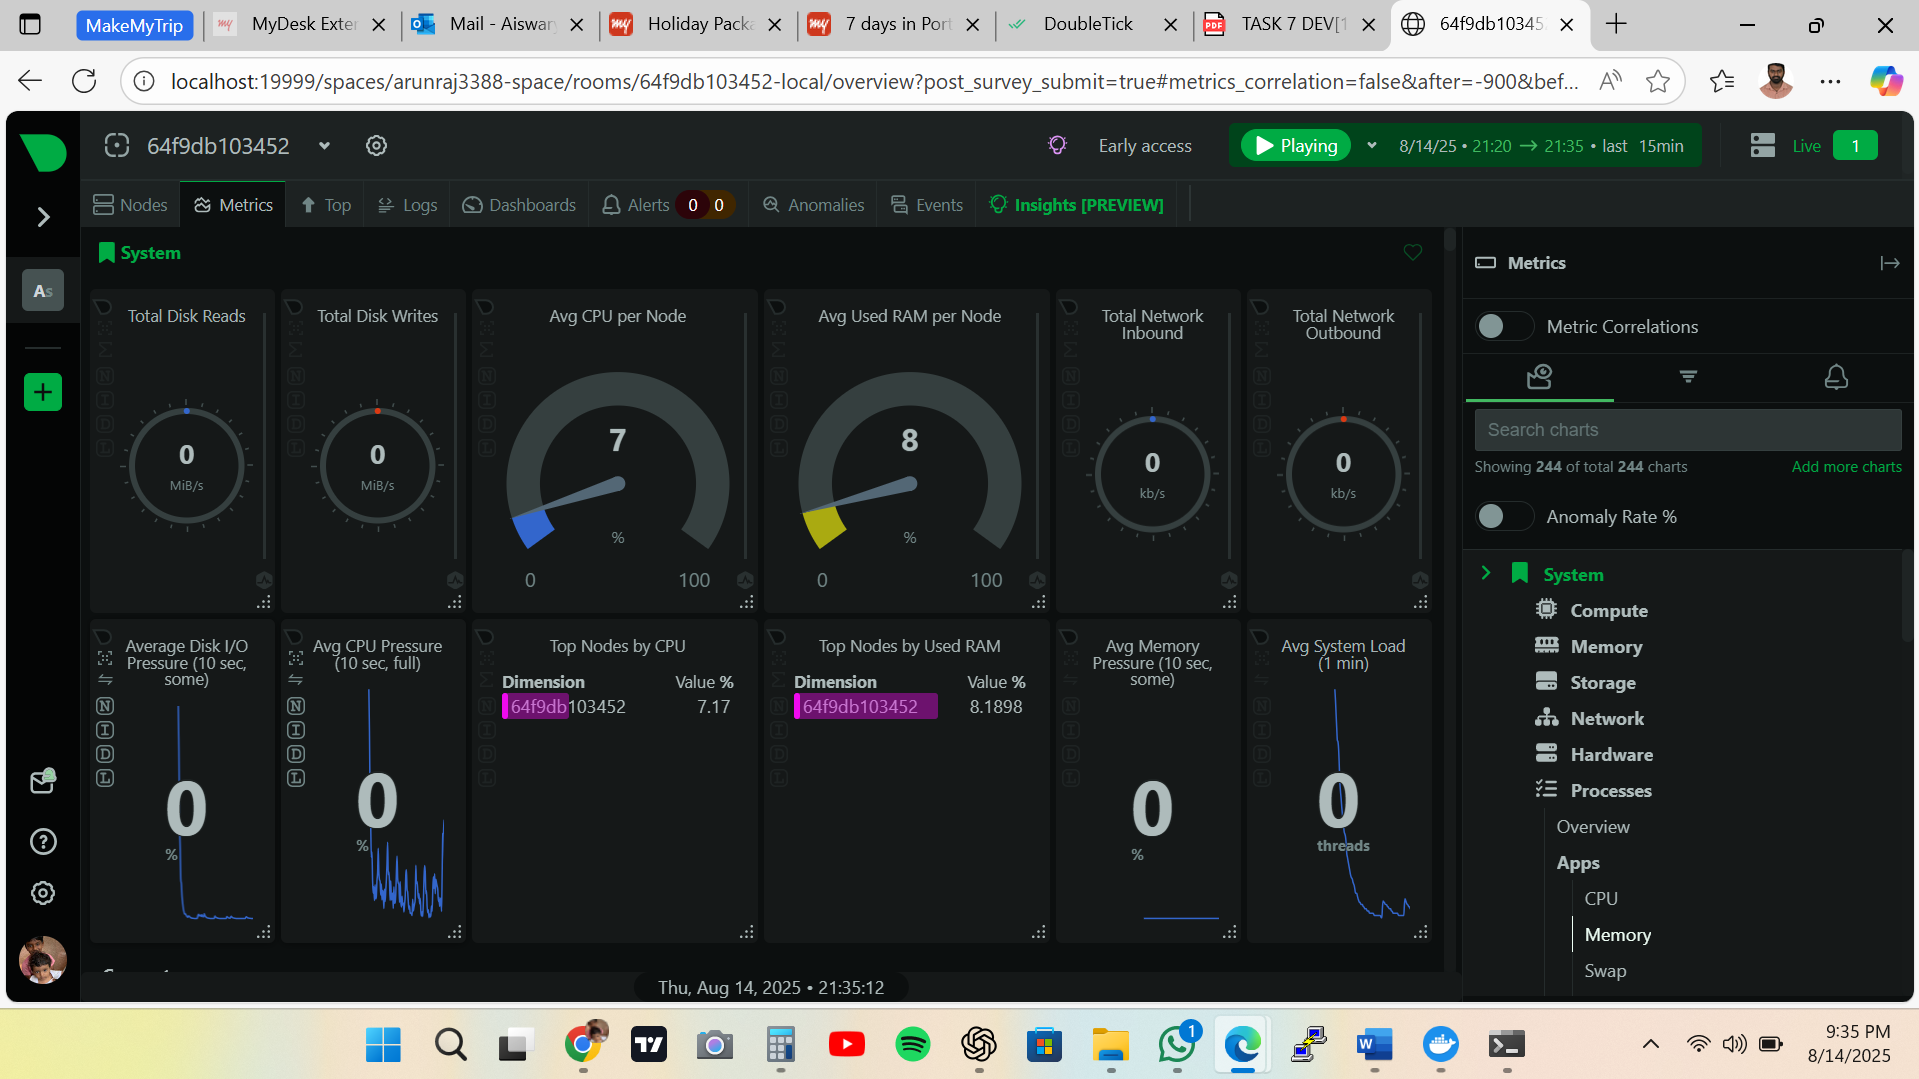 MakeMyTrip
MyDesk Exter
Mail - Aiswary
Holiday Packa
7 days in Port
DoubleTick
TASK 7 DEV[1
64f9db10345
localhost:19999/spaces/arunraj3388-space/rooms/64f9db103452-local/overview?post_survey_submit=true#metrics_correlation=false&after=-900&bef...
64f9db103452
Early access
Playing
8/14/25 • 21:20 → 21:35 • last 15min
Live 1
Nodes
Metrics
Top
Logs
Dashboards
Alerts 0 0
Anomalies
Events
Insights [PREVIEW]
As
System
Total Disk Reads
0
MiB/s
Total Disk Writes
0
MiB/s
Avg CPU per Node
7
%
0 100
Avg Used RAM per Node
8
%
0 100
Total Network
Inbound
0
kb/s
Total Network
Outbound
0
kb/s
N
I
D
L
Average Disk I/O
Pressure (10 sec,
some)
0
%
N
I
D
L
Avg CPU Pressure
(10 sec, full)
0
%
N
I
D
L
Top Nodes by CPU
Dimension Value %
64f9db103452 7.17
Top Nodes by Used RAM
Dimension Value %
64f9db103452 8.1898
Avg Memory
Pressure (10 sec,
some)
0
%
Avg System Load
(1 min)
0
threads
Thu, Aug 14, 2025 • 21:35:12
Metrics
Metric Correlations
Search charts
Showing 244 of total 244 charts
Add more charts
Anomaly Rate %
System
Compute
Memory
Storage
Network
Hardware
Processes
Overview
Apps
CPU
Memory
Swap
1
9:35 PM
8/14/2025